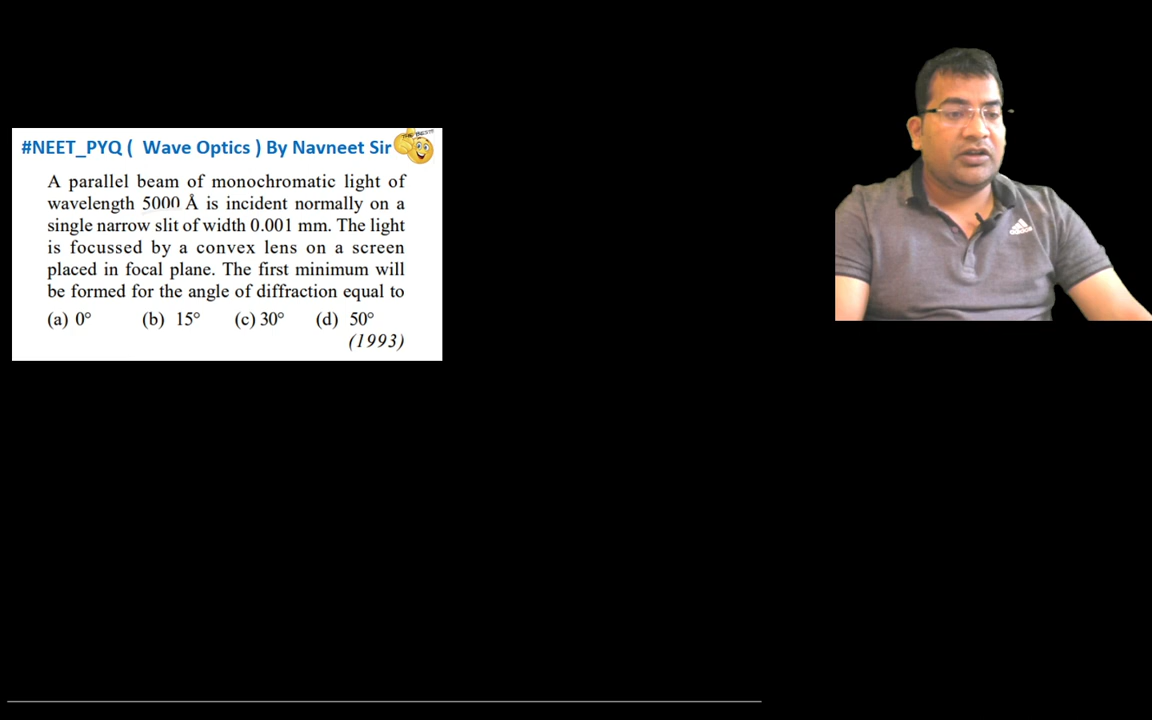 #NEET_PYQ ( Wave Optics ) By Navneet Sir
A parallel beam of monochromatic light of
wavelength 5000 Å is incident normally on a
single narrow slit of width 0.001 mm. The light
is focussed by a convex lens on a screen
placed in focal plane. The first minimum will
be formed for the angle of diffraction equal to
(a) 0° (b) 15° (c) 30° (d) 50°
(1993)
adidas